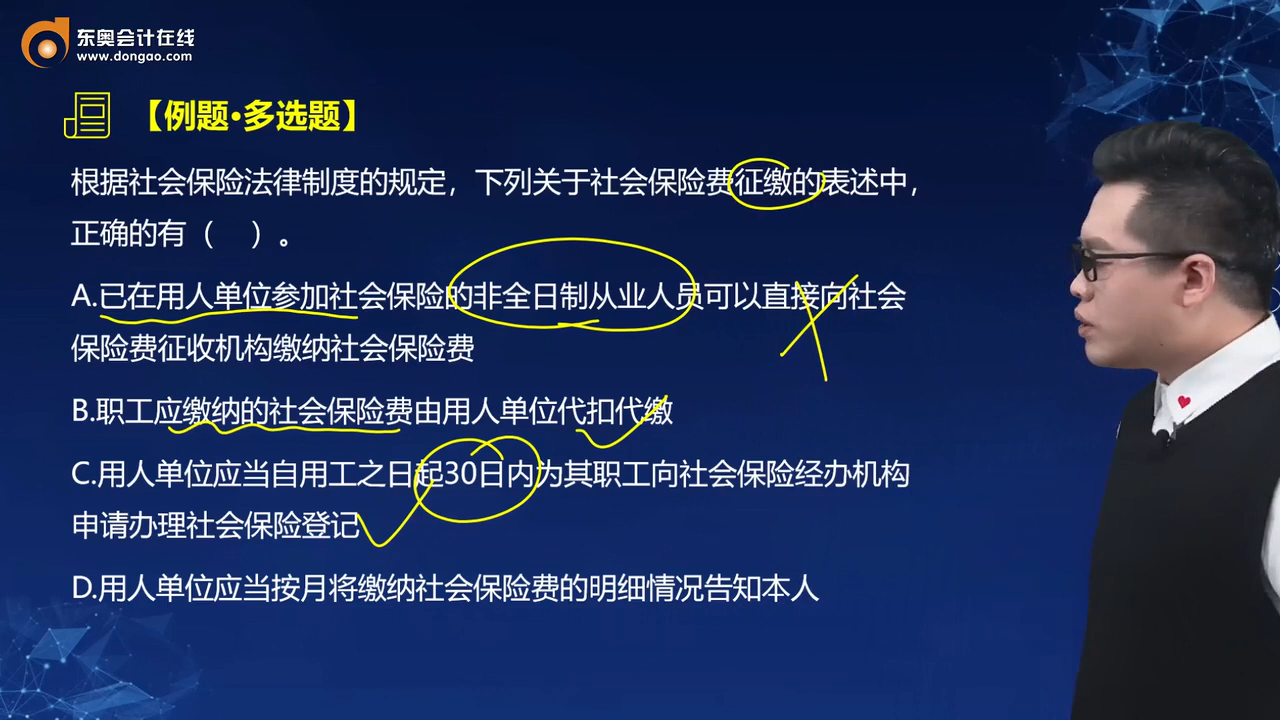 东奥会计在线
www.dongao.com
【例题•多选题】
根据社会保险法律制度的规定，下列关于社会保险费征缴的表述中，
正确的有（　）。
A.已在用人单位参加社会保险的非全日制从业人员可以直接向社会
保险费征收机构缴纳社会保险费
B.职工应缴纳的社会保险费由用人单位代扣代缴
C.用人单位应当自用工之日起30日内为其职工向社会保险经办机构
申请办理社会保险登记
D.用人单位应当按月将缴纳社会保险费的明细情况告知本人